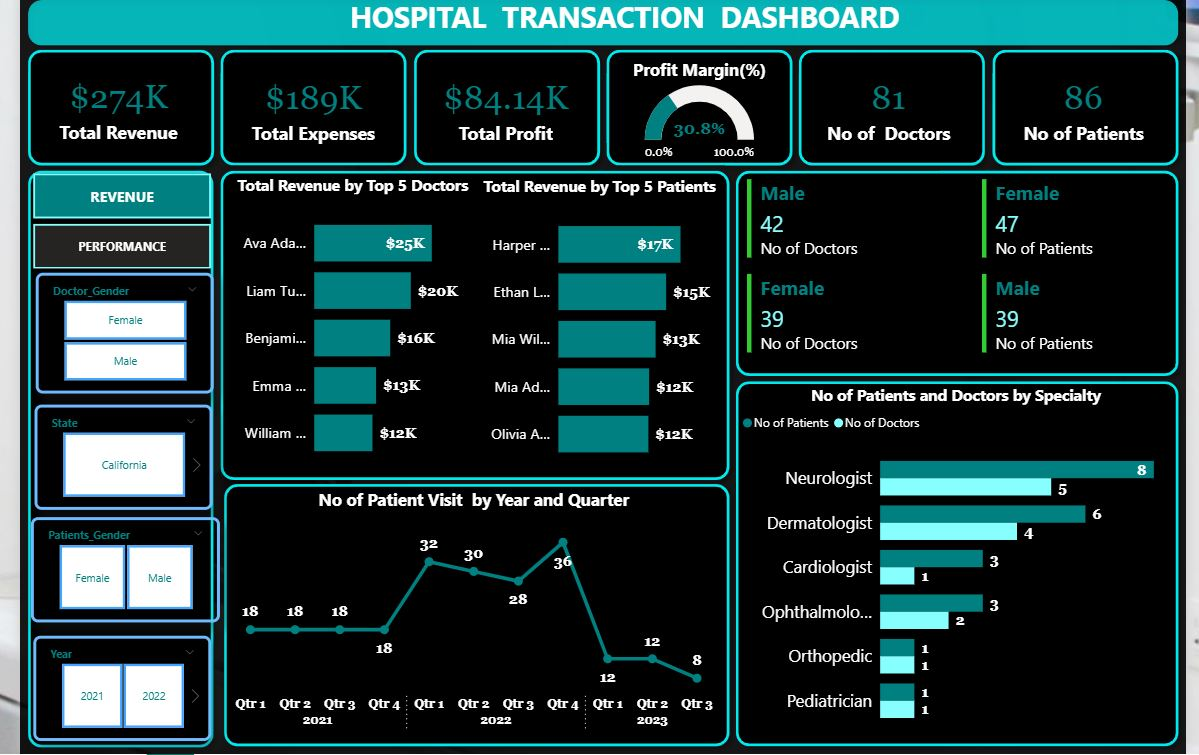 HOSPITAL TRANSACTION DASHBOARD
$274K
Total Revenue
$189K
Total Expenses
$84.14K
Total Profit
Profit Margin(%)
30.8%
0.0% 100.0%
81
No of Doctors
86
No of Patients
REVENUE
PERFORMANCE
Doctor_Gender
Female
Male
State
California
Patients_Gender
Female Male
Year
2021 2022
Total Revenue by Top 5 Doctors
Ava Ada... $25K
Liam Tu... $20K
Benjami... $16K
Emma ... $13K
William ... $12K
Total Revenue by Top 5 Patients
Harper ... $17K
Ethan L... $15K
Mia Wil... $13K
Mia Ad... $12K
Olivia A... $12K
Male
42
No of Doctors
Female
47
No of Patients
Female
39
No of Doctors
Male
39
No of Patients
No of Patient Visit by Year and Quarter
18 18 18 18 32 30 28 36 12 12 8
Qtr 1 Qtr 2 Qtr 3 Qtr 4 Qtr 1 Qtr 2 Qtr 3 Qtr 4 Qtr 1 Qtr 2 Qtr 3
2021 2022 2023
No of Patients and Doctors by Specialty
No of Patients No of Doctors
Neurologist 8 5
Dermatologist 6 4
Cardiologist 3 1
Ophthalmolo... 3 2
Orthopedic 1 1
Pediatrician 1 1